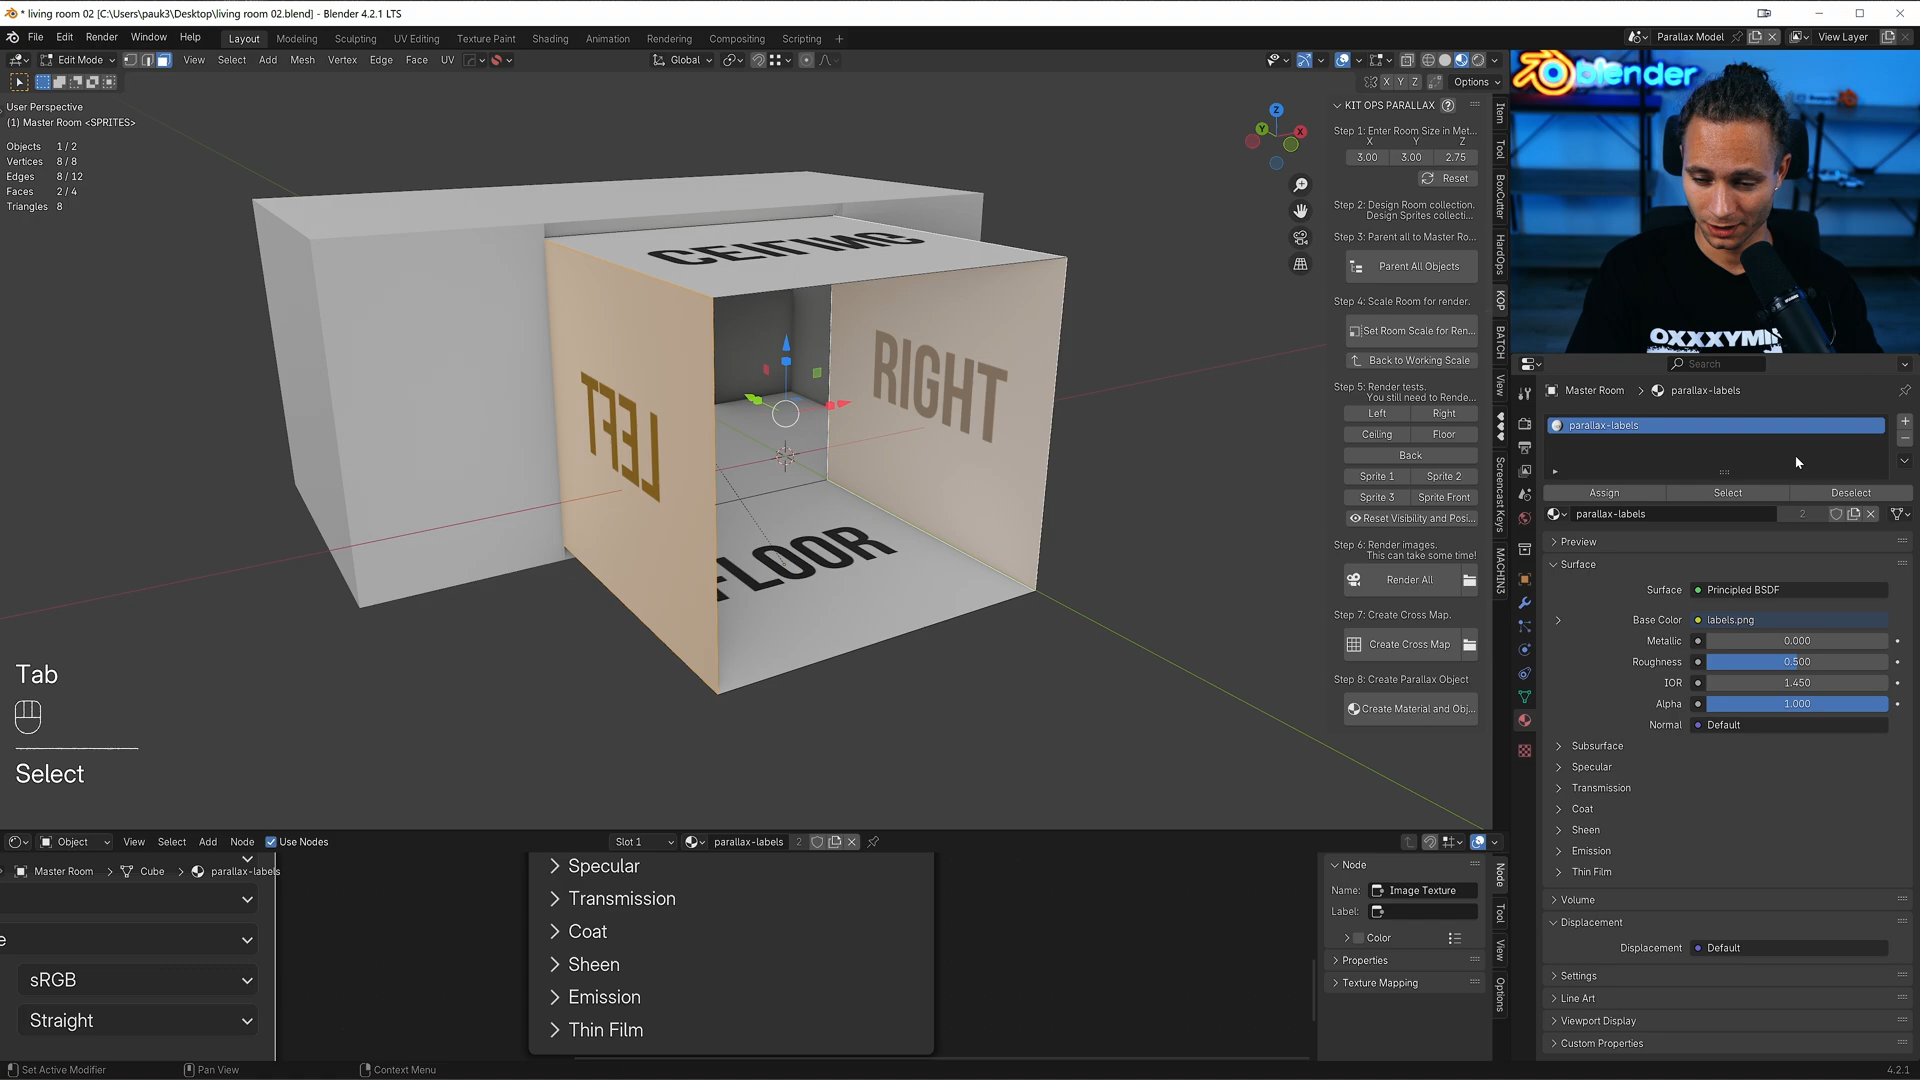 * living room 02 [C:\Users\pauk3\Desktop\living room 02.blend] - Blender 4.2.1 LTS
File Edit Render Window Help
Layout Modeling Sculpting UV Editing Texture Paint Shading Animation Rendering Compositing Scripting +
Parallax Model
View Layer
Edit Mode View Select Add Mesh Vertex Edge Face UV
Global
X Y Z Options
User Perspective
(1) Master Room <SPRITES>
Objects 1 / 2
Vertices 8 / 8
Edges 8 / 12
Faces 2 / 4
Triangles 8
CEILING
LEFT
RIGHT
FLOOR
Z
Y
X
KIT OPS PARALLAX
Step 1: Enter Room Size in Met...
X Y Z
3.00 3.00 2.75
Reset
Step 2: Design Room collection.
Design Sprites collecti...
Step 3: Parent all to Master Ro...
Parent All Objects
Step 4: Scale Room for render.
Set Room Scale for Ren...
Back to Working Scale
Step 5: Render tests.
You still need to Rende...
Left Right
Ceiling Floor
Back
Sprite 1 Sprite 2
Sprite 3 Sprite Front
Reset Visibility and Posi...
Step 6: Render images.
This can take some time!
Render All
Step 7: Create Cross Map.
Create Cross Map
Step 8: Create Parallax Object
Create Material and Obj...
Item
Tool
BoxCutter
HardOps
KOP
BATCH
View
Screencast Keys
MACHIN3
blender
OXXXYMI
Search
Master Room > parallax-labels
parallax-labels
Assign Select Deselect
parallax-labels 2
Preview
Surface
Surface Principled BSDF
Base Color labels.png
Metallic 0.000
Roughness 0.500
IOR 1.450
Alpha 1.000
Normal Default
Subsurface
Specular
Transmission
Coat
Sheen
Emission
Thin Film
Volume
Displacement
Displacement Default
Settings
Line Art
Viewport Display
Custom Properties
Tab
Select
Object View Select Add Node Use Nodes
Slot 1 parallax-labels 2
Master Room > Cube > parallax-labels
e
sRGB
Straight
Specular
Transmission
Coat
Sheen
Emission
Thin Film
Node
Name: Image Texture
Label:
Color
Properties
Texture Mapping
Node
Tool
View
Options
Set Active Modifier Pan View Context Menu
4.2.1